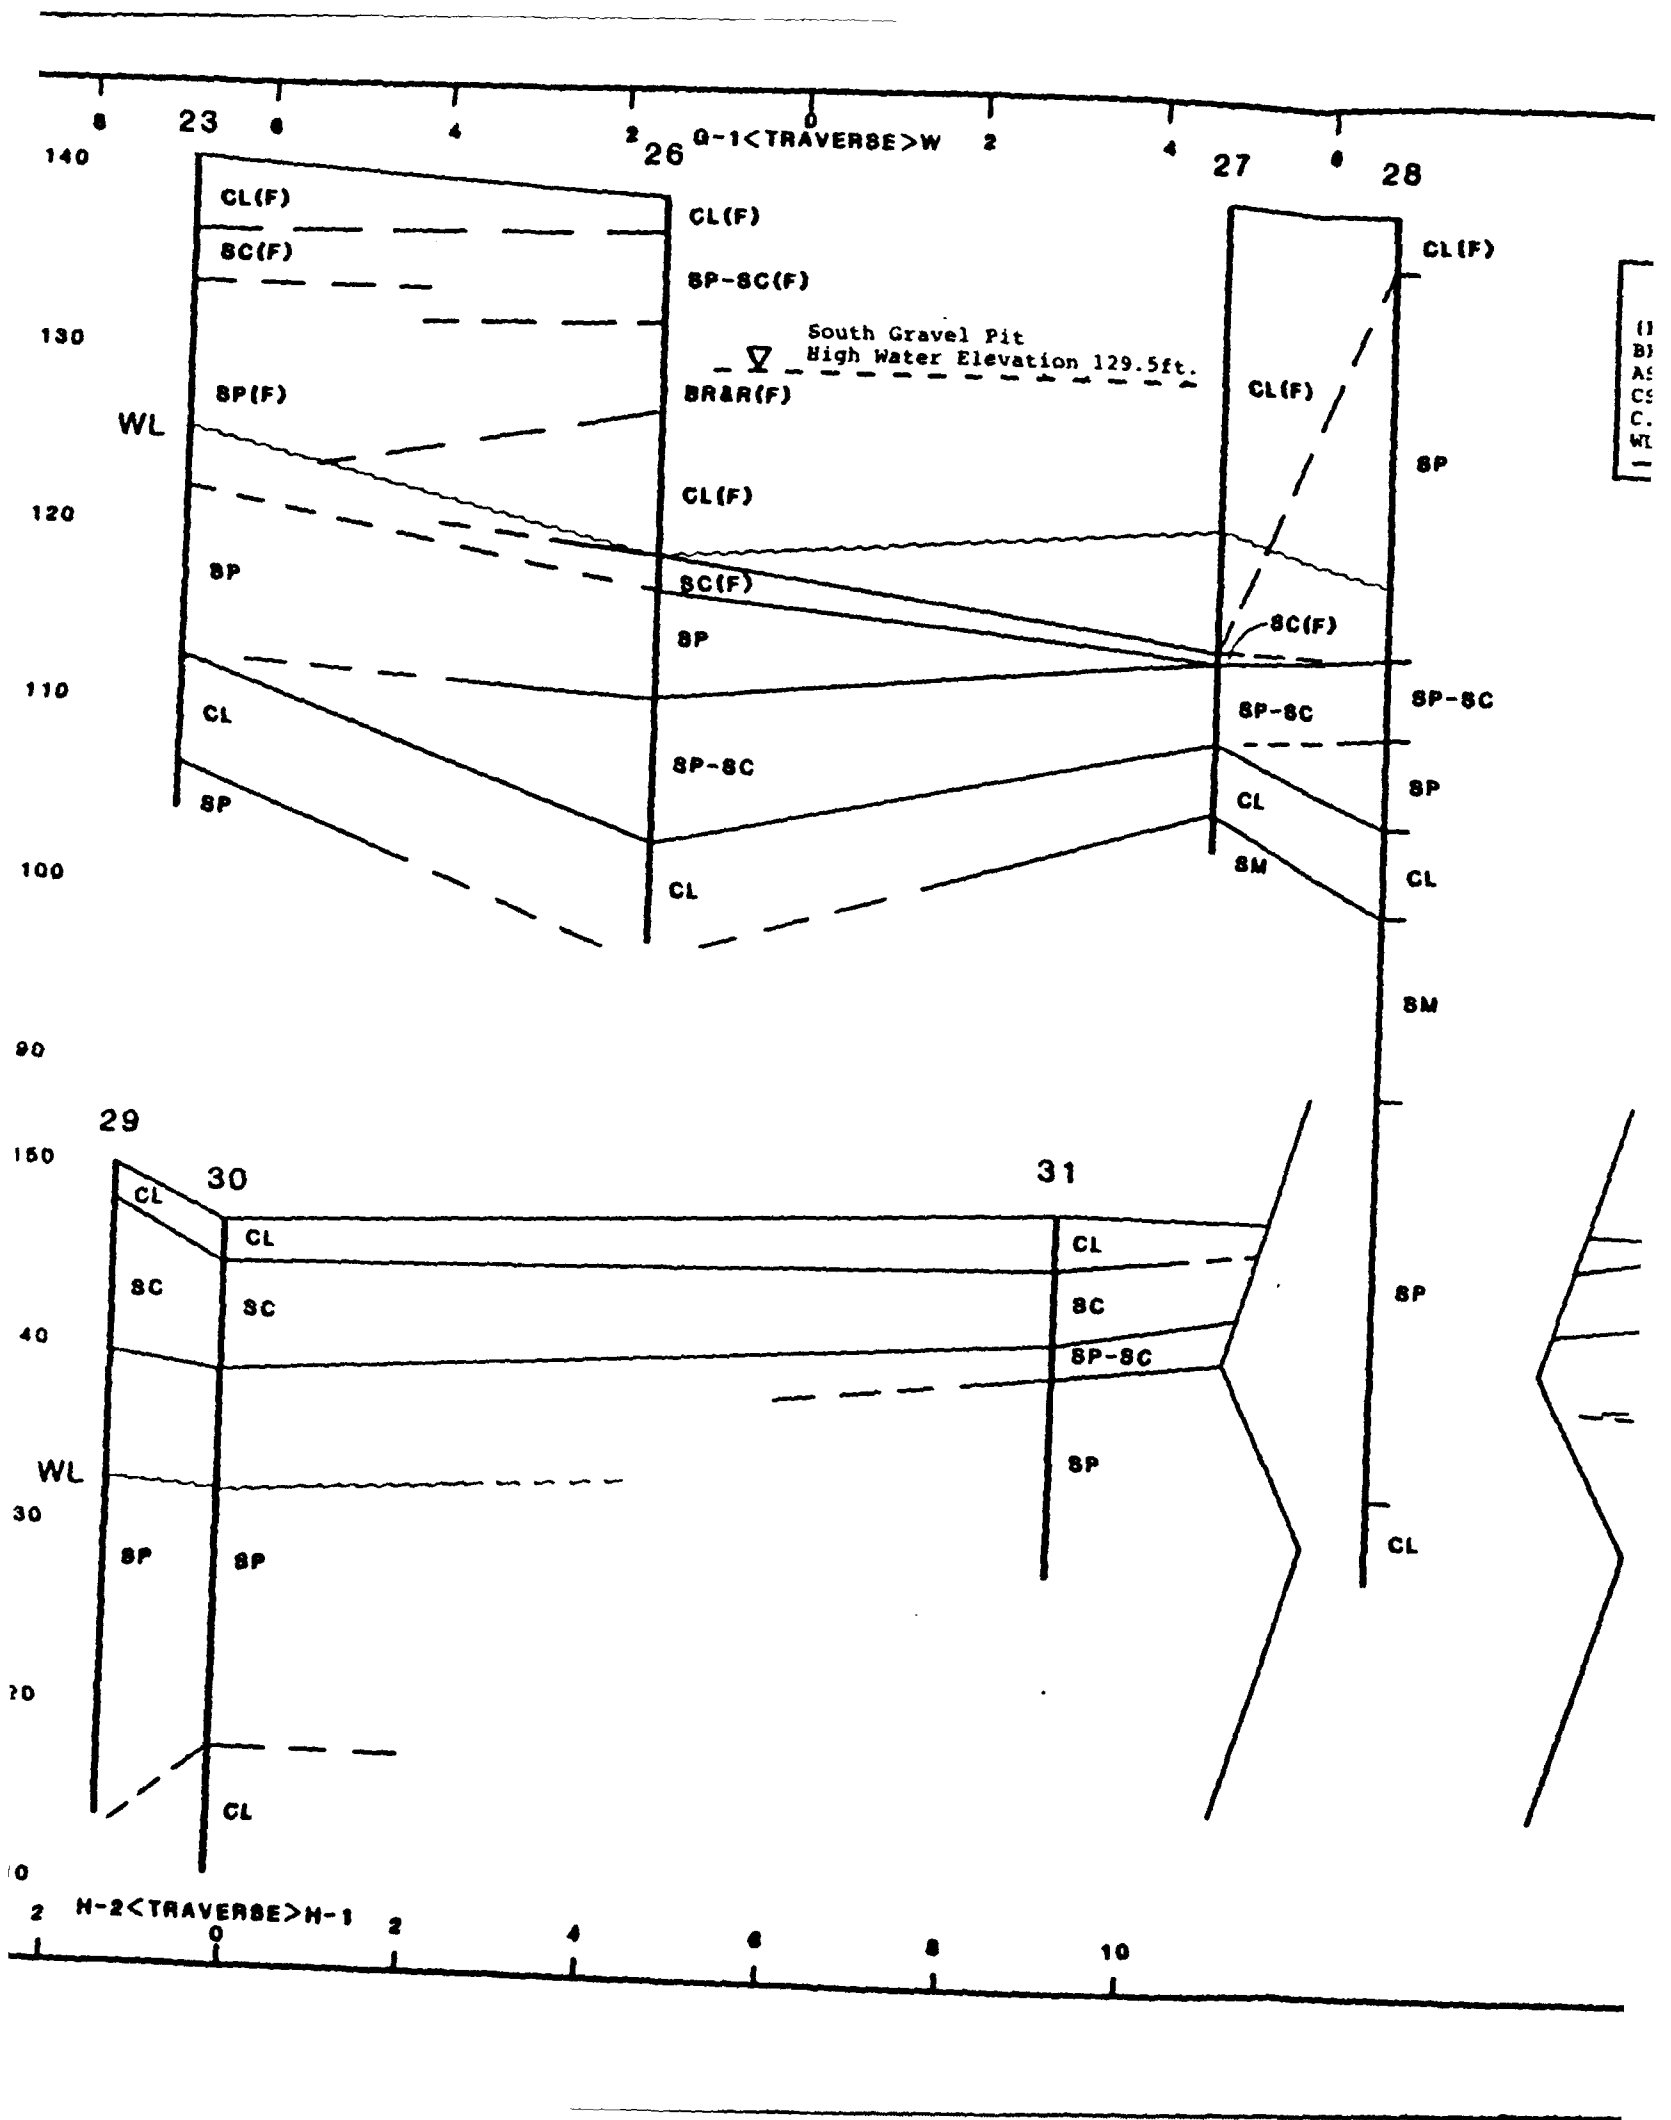 8 6 4 2 0 2 4 6
G-1<TRAVERSE>W
23 26 27 28
140
CL(F) CL(F) CL(F)
SC(F) SP-SC(F)
130
South Gravel Pit
High Water Elevation 129.5ft.
SP(F) BR&R(F) CL(F)
WL
SP
CL(F)
120
SP SC(F)
SC(F)
SP
110
CL SP-SC SP-SC
SP-SC
SP CL SP
100
CL SM CL
SM
90
29
150
30 31
CL
CL CL
SC SC SC
SP
40
SP-SC
WL SP
30
CL
SP SP
20
CL
10
H-2<TRAVERSE>H-1
2 0 2 4 6 8 10